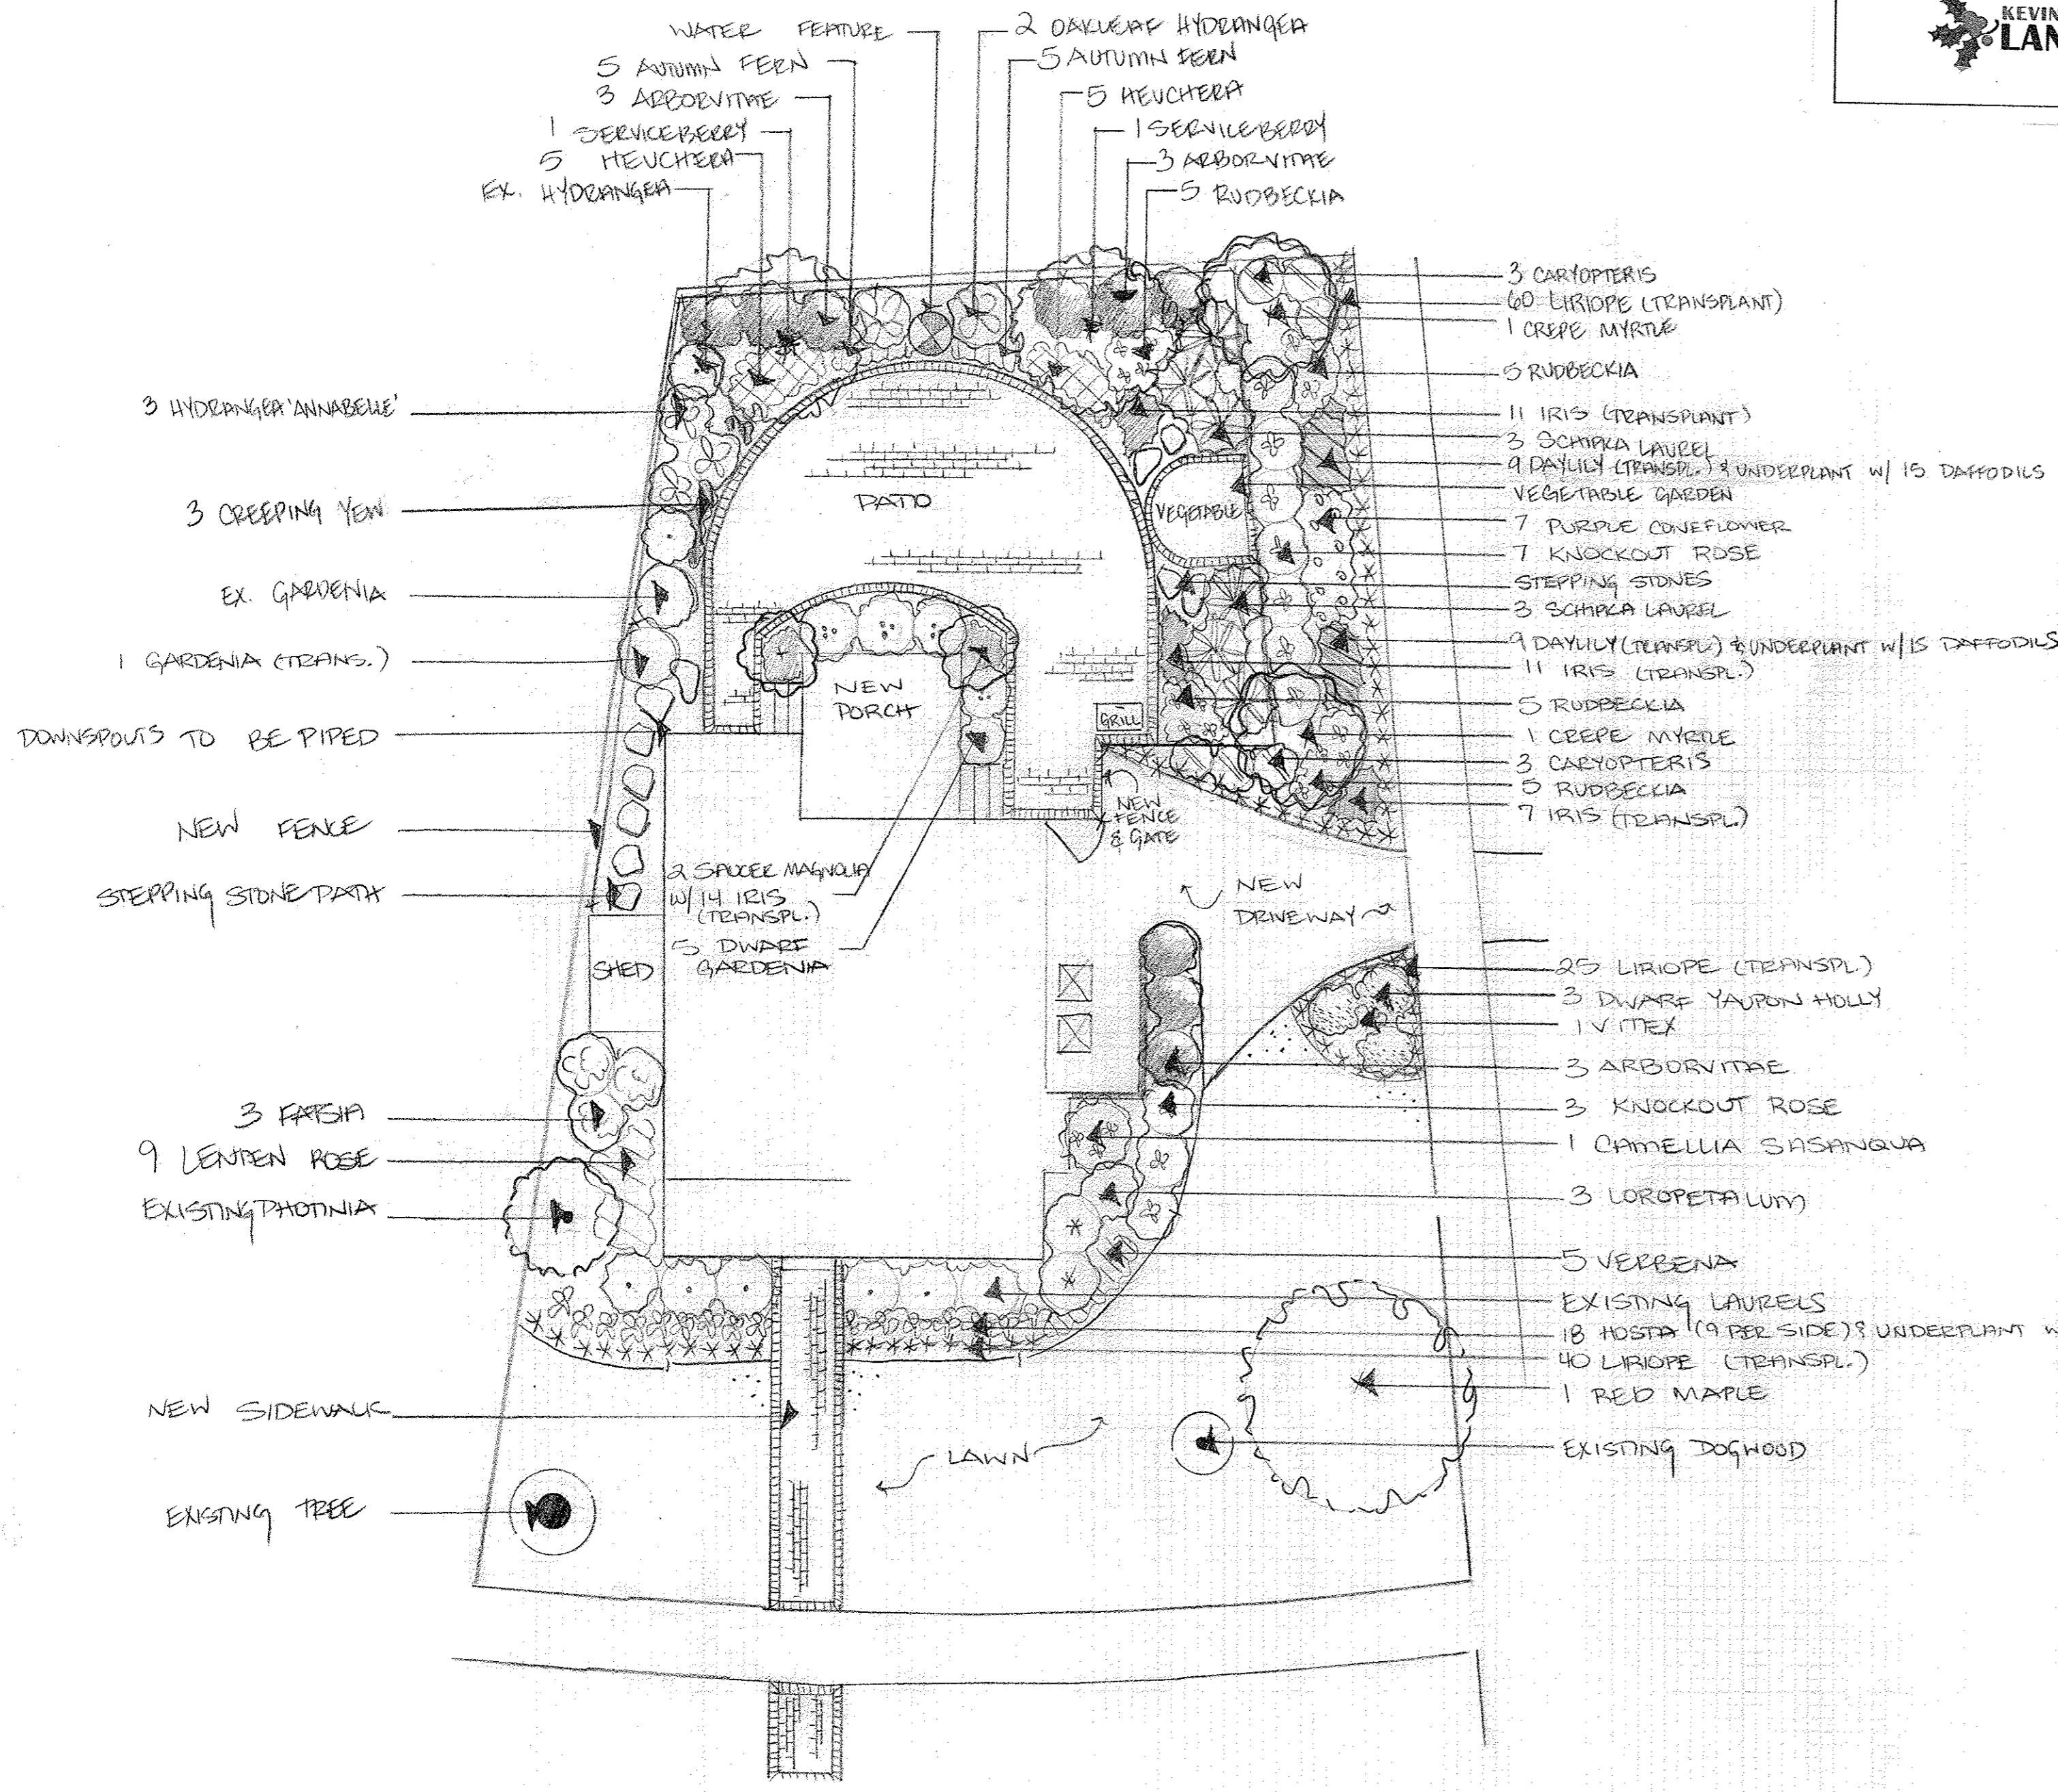 KEVIN
LAN
WATER FEATURE
5 AUTUMN FERN
3 ARBORVITAE
1 SERVICEBERRY
5 HEUCHERA
EX. HYDRANGEA
2 OAKLEAF HYDRANGEA
5 AUTUMN FERN
5 HEUCHERA
1 SERVICEBERRY
3 ARBORVITAE
5 RUDBECKIA
3 HYDRANGEA 'ANNABELLE'
3 CREEPING YEW
EX. GARDENIA
1 GARDENIA (TRANS.)
DOWNSPOUTS TO BE PIPED
NEW FENCE
STEPPING STONE PATH
3 FATSIA
9 LENTEN ROSE
EXISTING PHOTINIA
NEW SIDEWALK
EXISTING TREE
PATIO
VEGETABLE
NEW
PORCH
GRILL
NEW
FENCE
& GATE
2 SAUCER MAGNOLIA
W/14 IRIS
(TRANSPL.)
5 DWARF
GARDENIA
SHED
NEW
DRIVEWAY
LAWN
3 CARYOPTERIS
60 LIRIOPE (TRANSPLANT)
1 CREPE MYRTLE
5 RUDBECKIA
11 IRIS (TRANSPLANT)
3 SCHIPKA LAUREL
9 DAYLILY (TRANSPL.) & UNDERPLANT W/ 15 DAFFODILS
VEGETABLE GARDEN
7 PURPLE CONEFLOWER
7 KNOCKOUT ROSE
STEPPING STONES
3 SCHIPKA LAUREL
9 DAYLILY (TRANSPL) & UNDERPLANT W/15 DAFFODILS
11 IRIS (TRANSPL.)
5 RUDBECKIA
1 CREPE MYRTLE
3 CARYOPTERIS
5 RUDBECKIA
7 IRIS (TRANSPL.)
25 LIRIOPE (TRANSPL.)
3 DWARF YAUPON HOLLY
1 VITEX
3 ARBORVITAE
3 KNOCKOUT ROSE
1 CAMELLIA SASANQUA
3 LOROPETALUM
5 VERBENA
EXISTING LAURELS
18 HOSTA (9 PER SIDE) & UNDERPLANT W
40 LIRIOPE (TRANSPL.)
1 RED MAPLE
EXISTING DOGWOOD